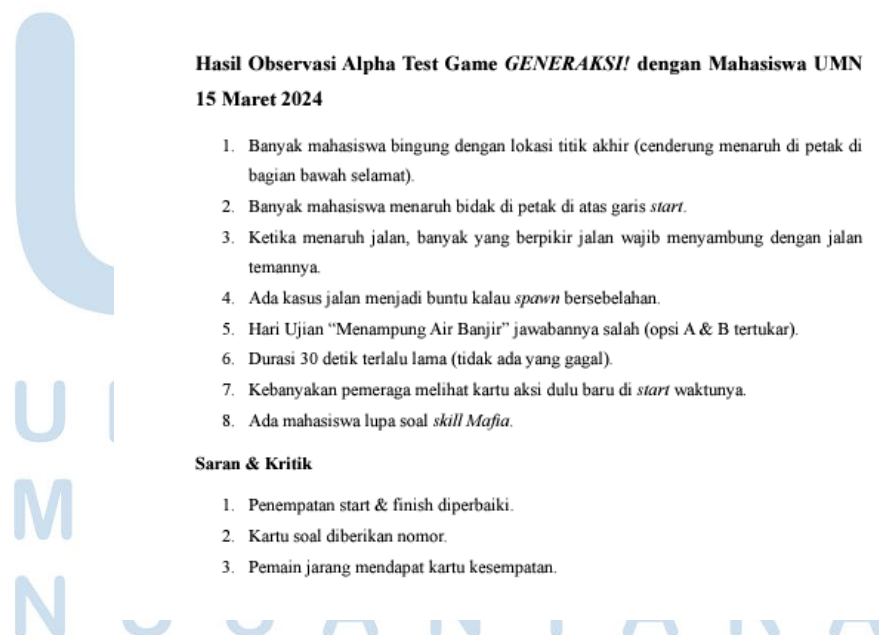 Hasil Observasi Alpha Test Game GENERAKSI! dengan Mahasiswa UMN
15 Maret 2024
1. Banyak mahasiswa bingung dengan lokasi titik akhir (cenderung menaruh di petak di
bagian bawah selamat).
2. Banyak mahasiswa menaruh bidak di petak di atas garis start.
3. Ketika menaruh jalan, banyak yang berpikir jalan wajib menyambung dengan jalan
temannya.
4. Ada kasus jalan menjadi buntu kalau spawn bersebelahan.
5. Hari Ujian “Menampung Air Banjir” jawabannya salah (opsi A & B tertukar).
6. Durasi 30 detik terlalu lama (tidak ada yang gagal).
7. Kebanyakan pemeraga melihat kartu aksi dulu baru di start waktunya.
8. Ada mahasiswa lupa soal skill Mafia.
Saran & Kritik
1. Penempatan start & finish diperbaiki.
2. Kartu soal diberikan nomor.
3. Pemain jarang mendapat kartu kesempatan.
U
M
N U S A N T A R A